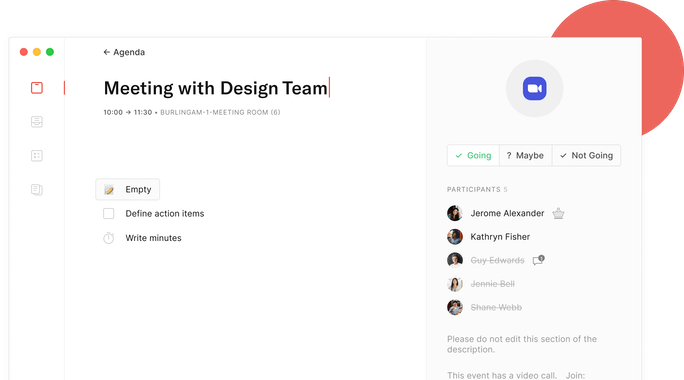 ← Agenda
Meeting with Design Team
10:00 → 11:30 • BURLINGAM-1-MEETING ROOM (6)
Empty
Define action items
Write minutes
Going
? Maybe
Not Going
PARTICIPANTS 5
Jerome Alexander
Kathryn Fisher
Guy Edwards
1
Jennie Bell
Shane Webb
Please do not edit this section of the
description.
This event has a video call. Join: